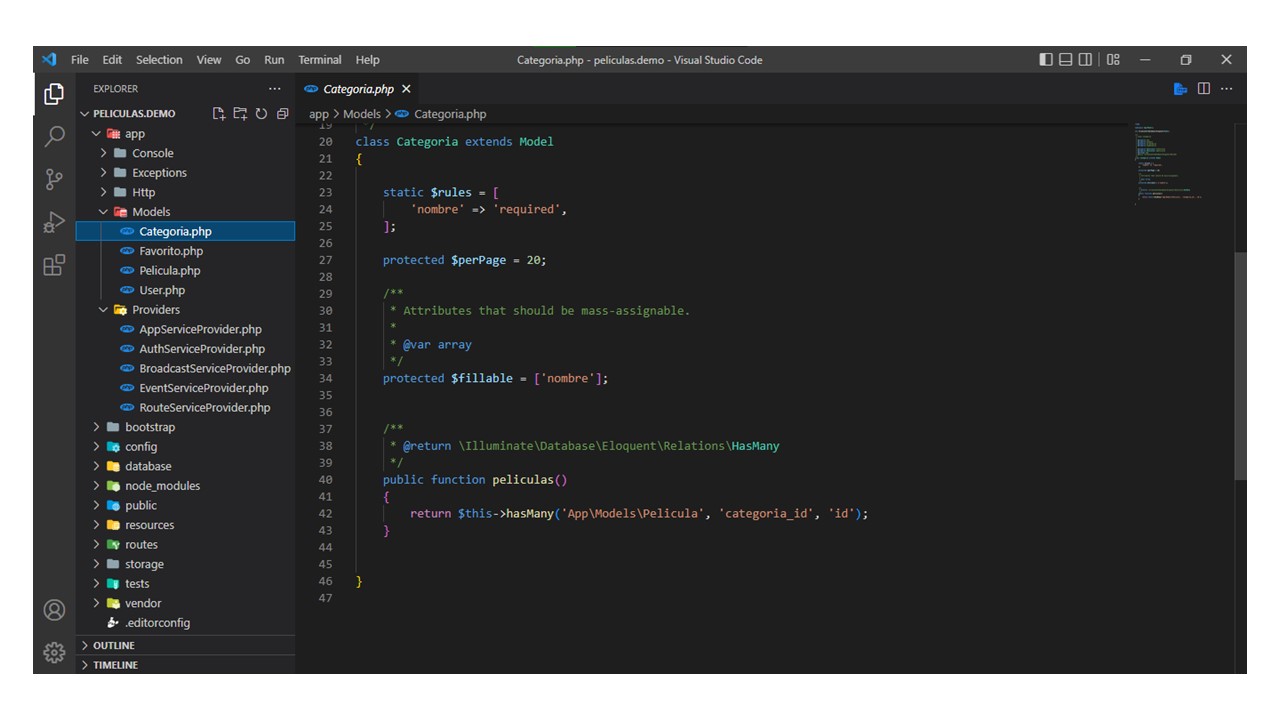 File Edit Selection View Go Run Terminal Help
Categoria.php - peliculas.demo - Visual Studio Code
EXPLORER
PELICULAS.DEMO
app
Console
Exceptions
Http
Models
Categoria.php
Favorito.php
Pelicula.php
User.php
Providers
AppServiceProvider.php
AuthServiceProvider.php
BroadcastServiceProvider.php
EventServiceProvider.php
RouteServiceProvider.php
bootstrap
config
database
node_modules
public
resources
routes
storage
tests
vendor
.editorconfig
OUTLINE
TIMELINE
Categoria.php
app > Models > Categoria.php
19 */
20 class Categoria extends Model
21 {
22
23 static $rules = [
24 'nombre' => 'required',
25 ];
26
27 protected $perPage = 20;
28
29 /**
30 * Attributes that should be mass-assignable.
31 *
32 * @var array
33 */
34 protected $fillable = ['nombre'];
35
36
37 /**
38 * @return \Illuminate\Database\Eloquent\Relations\HasMany
39 */
40 public function peliculas()
41 {
42 return $this->hasMany('App\Models\Pelicula', 'categoria_id', 'id');
43 }
44
45
46 }
47